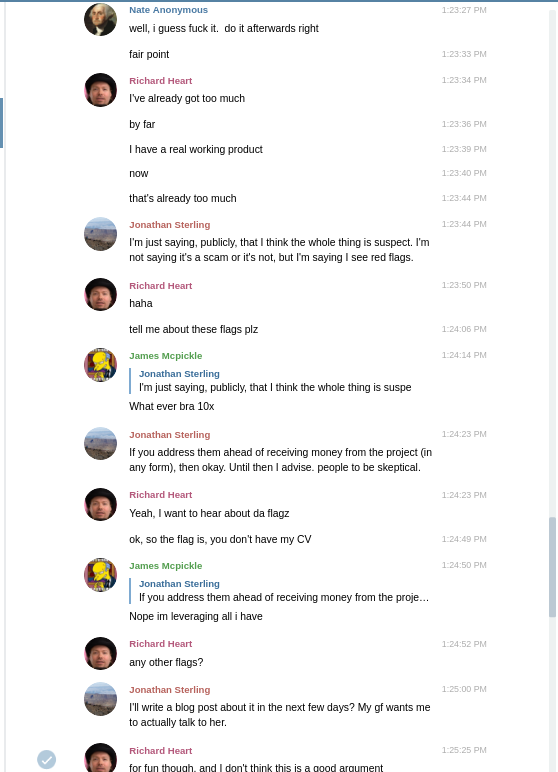 Nate Anonymous 1:23:27 PM
well, i guess fuck it.  do it afterwards right
fair point 1:23:33 PM
Richard Heart 1:23:34 PM
I've already got too much
by far 1:23:36 PM
I have a real working product 1:23:39 PM
now 1:23:40 PM
that's already too much 1:23:44 PM
Jonathan Sterling 1:23:44 PM
I'm just saying, publicly, that I think the whole thing is suspect. I'm
not saying it's a scam or it's not, but I'm saying I see red flags.
Richard Heart 1:23:50 PM
haha
tell me about these flags plz 1:24:06 PM
James Mcpickle 1:24:14 PM
Jonathan Sterling
I'm just saying, publicly, that I think the whole thing is suspe
What ever bra 10x
Jonathan Sterling 1:24:23 PM
If you address them ahead of receiving money from the project (in
any form), then okay. Until then I advise. people to be skeptical.
Richard Heart 1:24:23 PM
Yeah, I want to hear about da flagz
ok, so the flag is, you don't have my CV 1:24:49 PM
James Mcpickle 1:24:50 PM
Jonathan Sterling
If you address them ahead of receiving money from the proje…
Nope im leveraging all i have
Richard Heart 1:24:52 PM
any other flags?
Jonathan Sterling 1:25:00 PM
I'll write a blog post about it in the next few days? My gf wants me
to actually talk to her.
Richard Heart 1:25:25 PM
for fun though, and I don't think this is a good argument